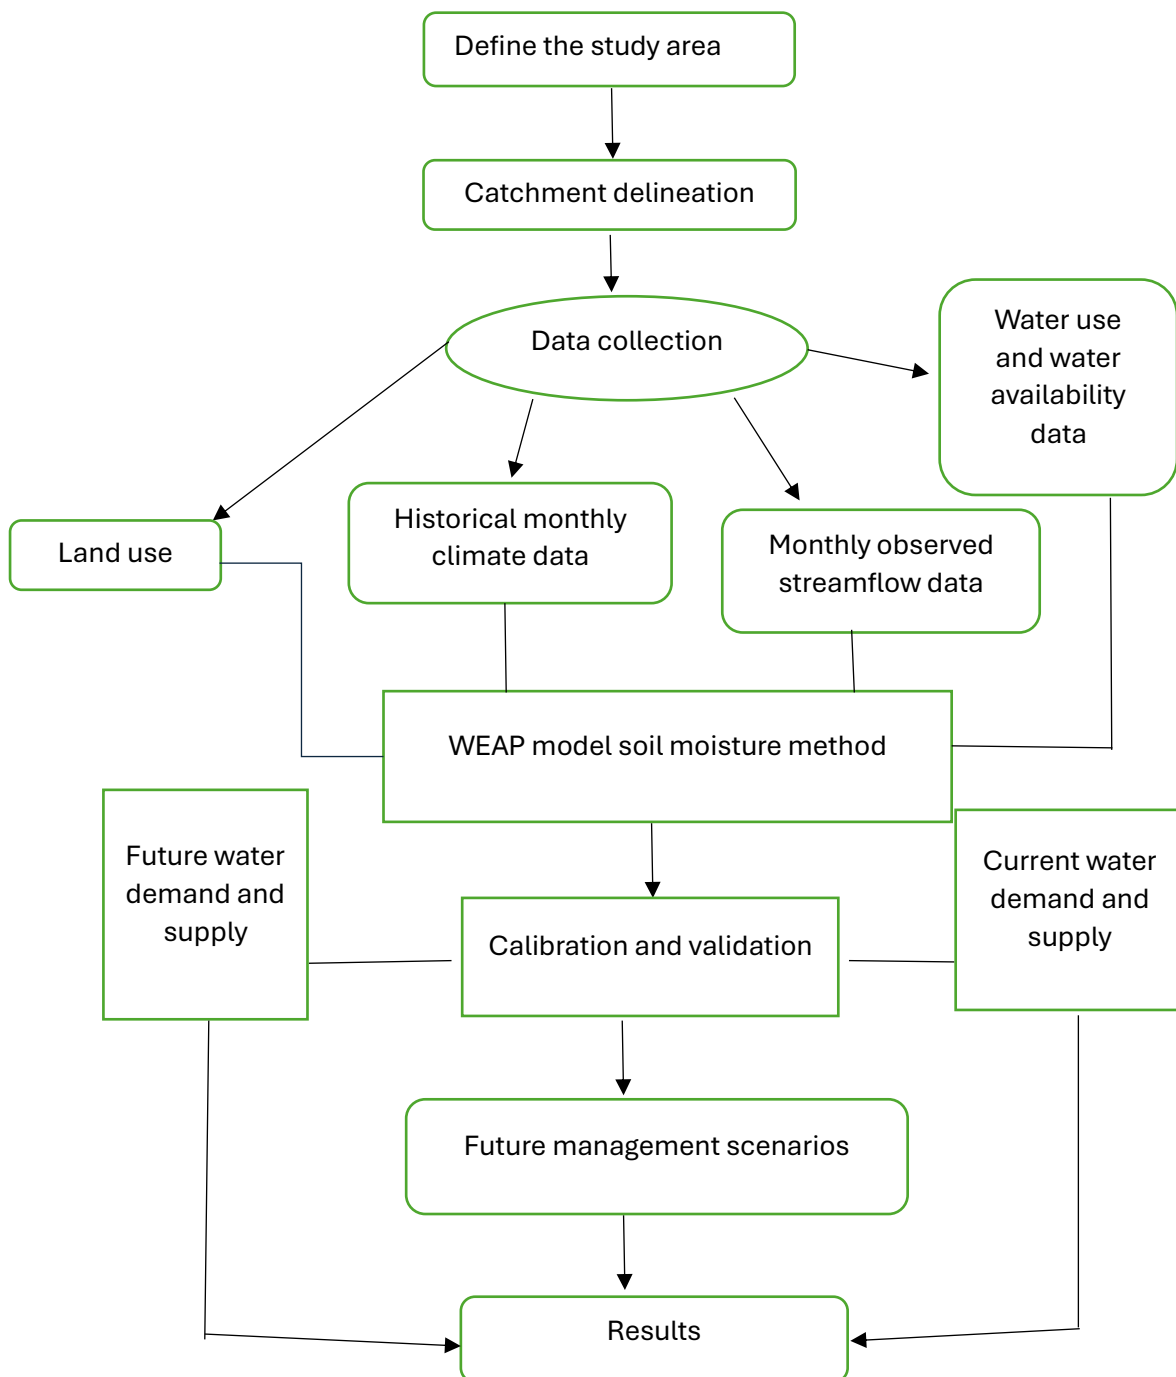 Define the study area
Catchment delineation
Data collection
Water use
and water
availability
data
Land use
Historical monthly
climate data
Monthly observed
streamflow data
WEAP model soil moisture method
Future water
demand and
supply
Calibration and validation
Current water
demand and
supply
Future management scenarios
Results